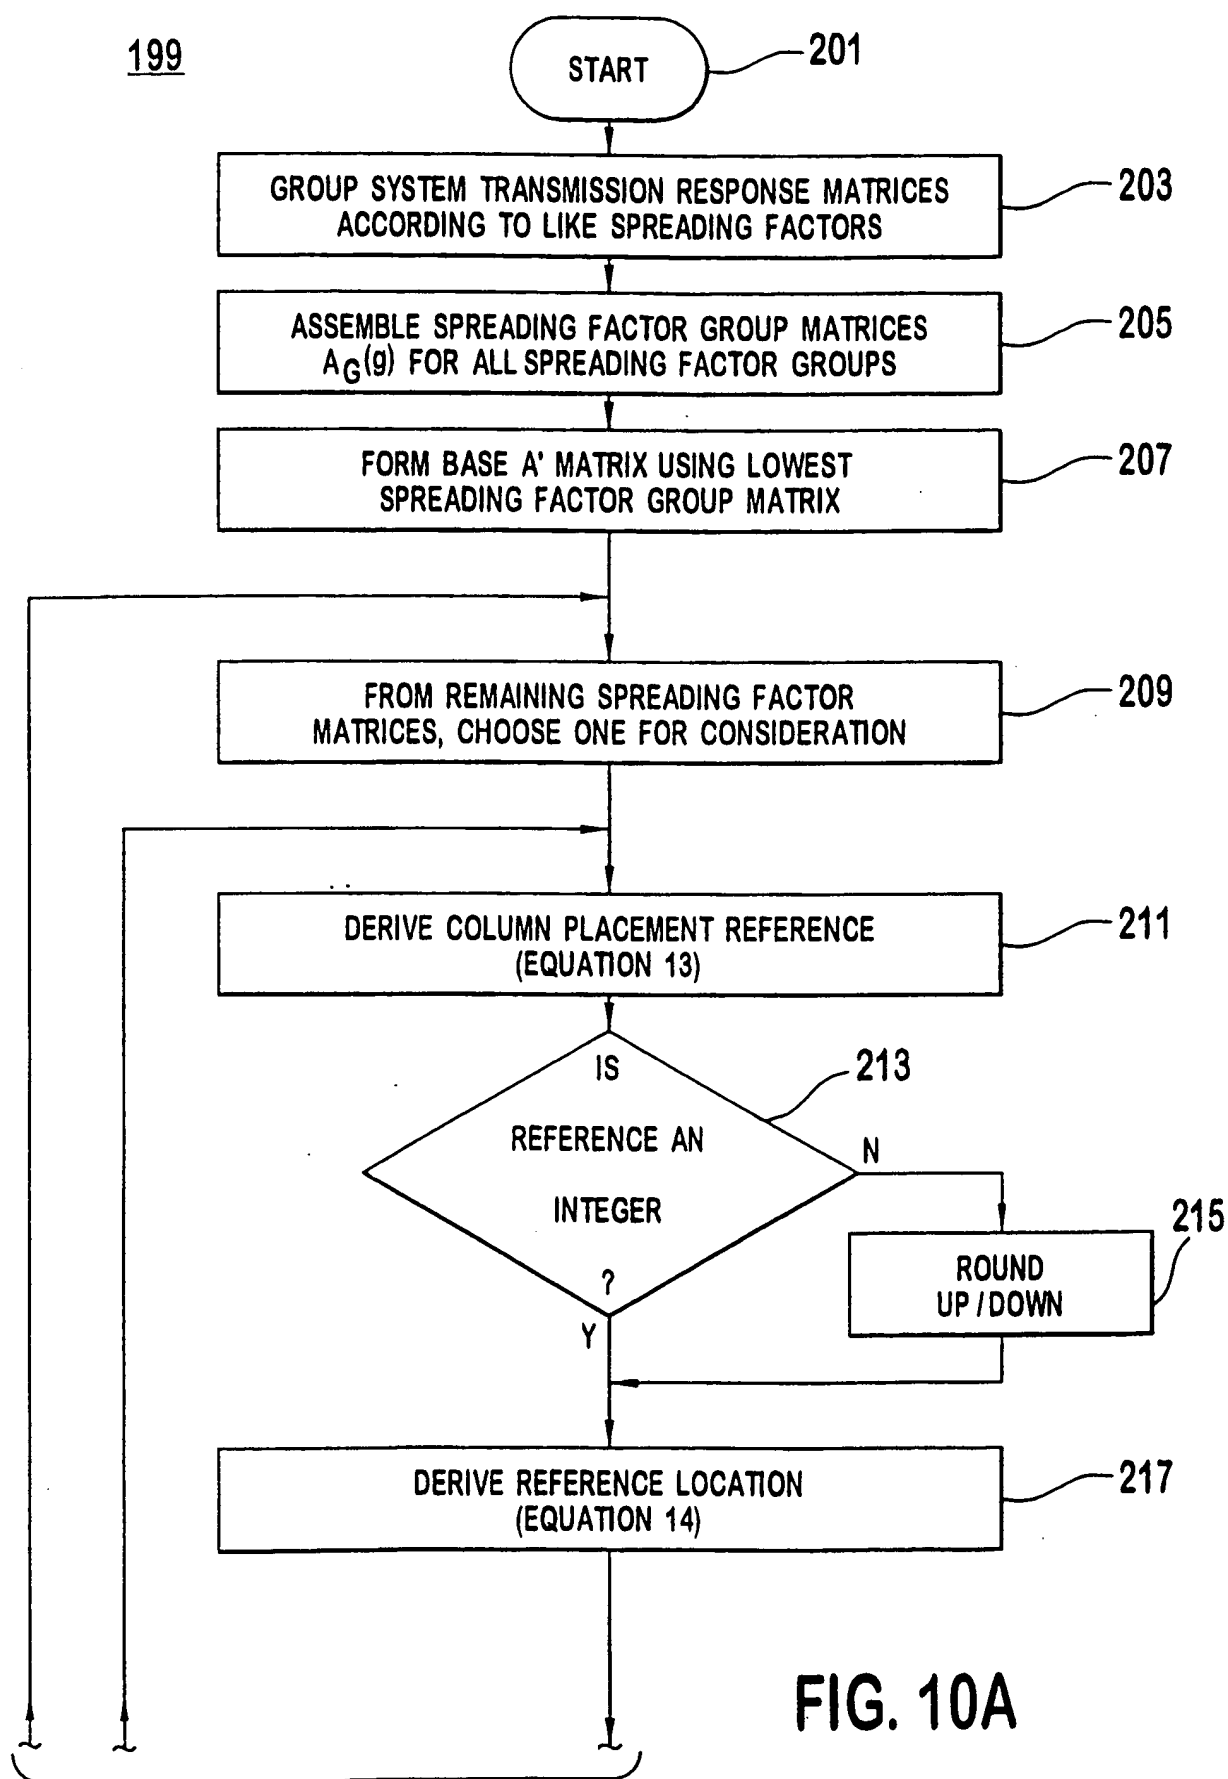 199
START
201
GROUP SYSTEM TRANSMISSION RESPONSE MATRICES
ACCORDING TO LIKE SPREADING FACTORS
203
ASSEMBLE SPREADING FACTOR GROUP MATRICES
AG(g) FOR ALL SPREADING FACTOR GROUPS
205
FORM BASE A' MATRIX USING LOWEST
SPREADING FACTOR GROUP MATRIX
207
FROM REMAINING SPREADING FACTOR
MATRICES, CHOOSE ONE FOR CONSIDERATION
209
DERIVE COLUMN PLACEMENT REFERENCE
(EQUATION 13)
211
IS
REFERENCE AN
INTEGER
?
213
N
Y
ROUND
UP / DOWN
215
DERIVE REFERENCE LOCATION
(EQUATION 14)
217
FIG. 10A